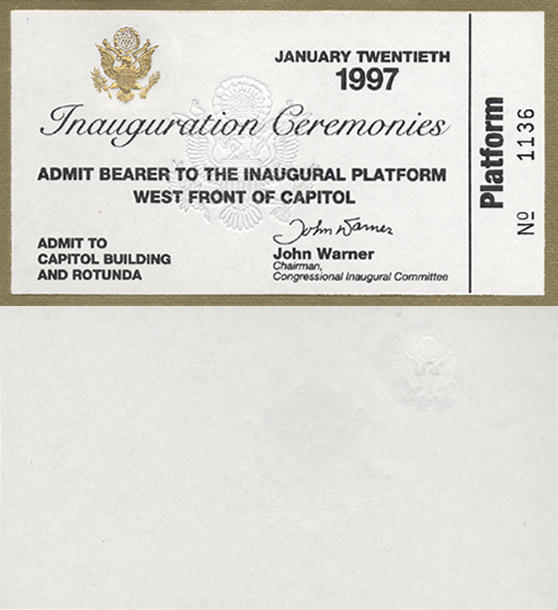 JANUARY TWENTIETH
1997
Inauguration Ceremonies
ADMIT BEARER TO THE INAUGURAL PLATFORM
WEST FRONT OF CAPITOL
ADMIT TO
CAPITOL BUILDING
AND ROTUNDA
John Warner
John Warner
Chairman,
Congressional Inaugural Committee
Platform
Nº 1136